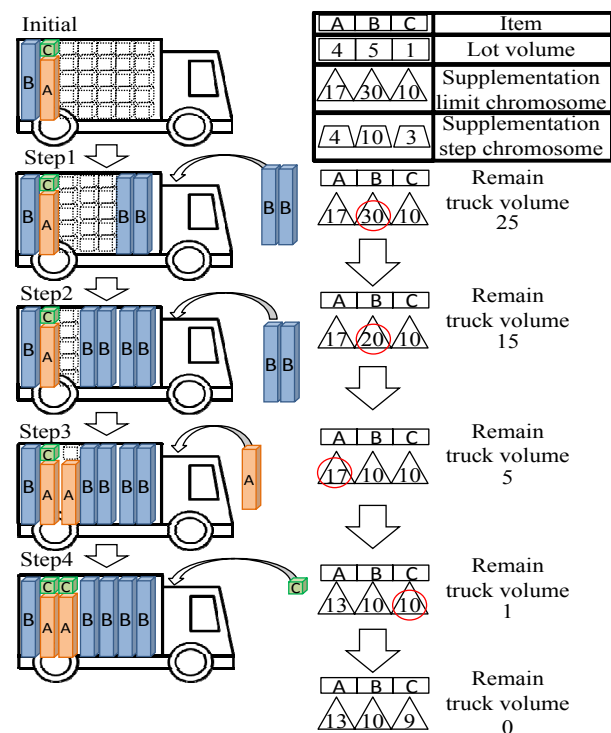 Initial
C
B
A
Step1
C
B
A
B B
B B
Step2
C
B
A
B B B B
B B
Step3
C
B A A B B B B
A
Step4
C C
B A A B B B B
C
A B C Item
4 5 1 Lot volume
17 30 10 Supplementation limit chromosome
4 10 3 Supplementation step chromosome
A B C
17 30 10
Remain
truck volume
25
A B C
17 20 10
Remain
truck volume
15
A B C
17 10 10
Remain
truck volume
5
A B C
13 10 10
Remain
truck volume
1
A B C
13 10 9
Remain
truck volume
0